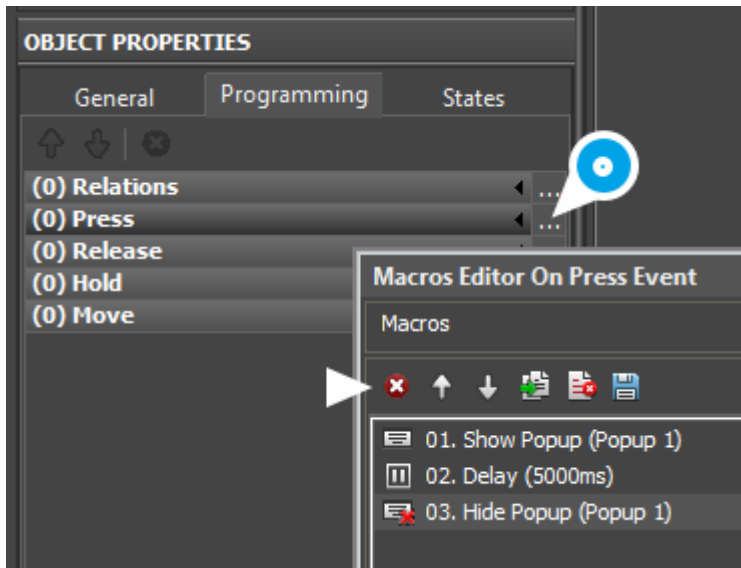 OBJECT PROPERTIES
General Programming States
(0) Relations ...
(0) Press ...
(0) Release
(0) Hold
(0) Move
Macros Editor On Press Event
Macros
01. Show Popup (Popup 1)
02. Delay (5000ms)
03. Hide Popup (Popup 1)